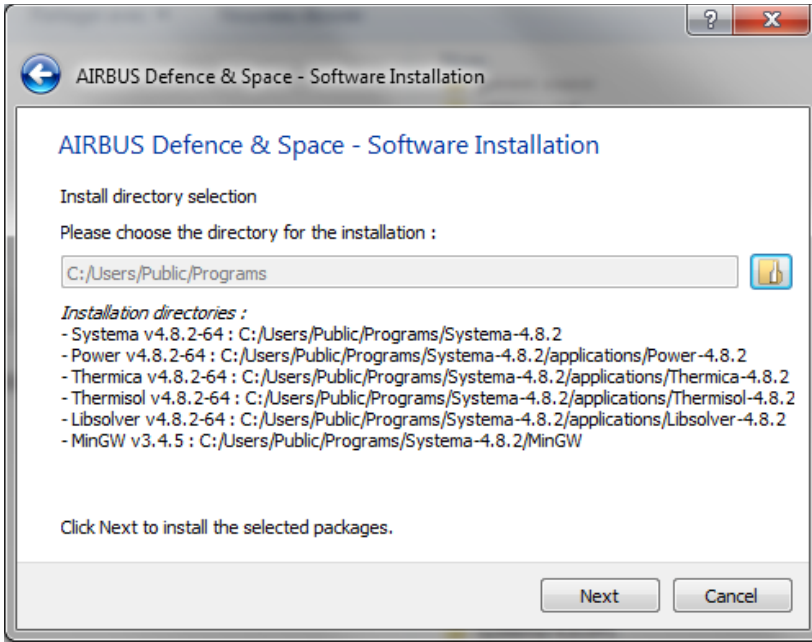 AIRBUS Defence & Space - Software Installation
AIRBUS Defence & Space - Software Installation
Install directory selection
Please choose the directory for the installation :
C:/Users/Public/Programs
Installation directories :
- Systema v4.8.2-64 : C:/Users/Public/Programs/Systema-4.8.2
- Power v4.8.2-64 : C:/Users/Public/Programs/Systema-4.8.2/applications/Power-4.8.2
- Thermica v4.8.2-64 : C:/Users/Public/Programs/Systema-4.8.2/applications/Thermica-4.8.2
- Thermisol v4.8.2-64 : C:/Users/Public/Programs/Systema-4.8.2/applications/Thermisol-4.8.2
- Libsolver v4.8.2-64 : C:/Users/Public/Programs/Systema-4.8.2/applications/Libsolver-4.8.2
- MinGW v3.4.5 : C:/Users/Public/Programs/Systema-4.8.2/MinGW
Click Next to install the selected packages.
Next Cancel